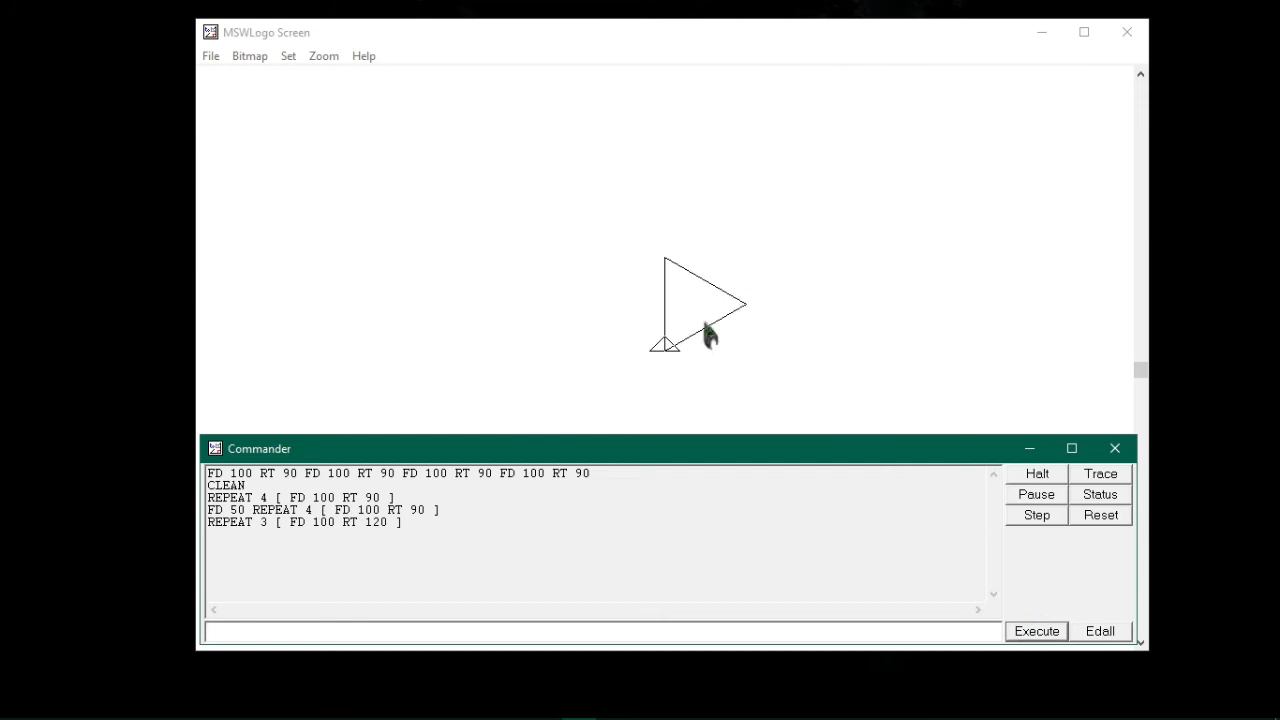 MSWLogo Screen
File Bitmap Set Zoom Help
Commander
FD 100 RT 90 FD 100 RT 90 FD 100 RT 90 FD 100 RT 90
CLEAN
REPEAT 4 [ FD 100 RT 90 ]
FD 50 REPEAT 4 [ FD 100 RT 90 ]
REPEAT 3 [ FD 100 RT 120 ]
Halt Trace
Pause Status
Step Reset
Execute Edall